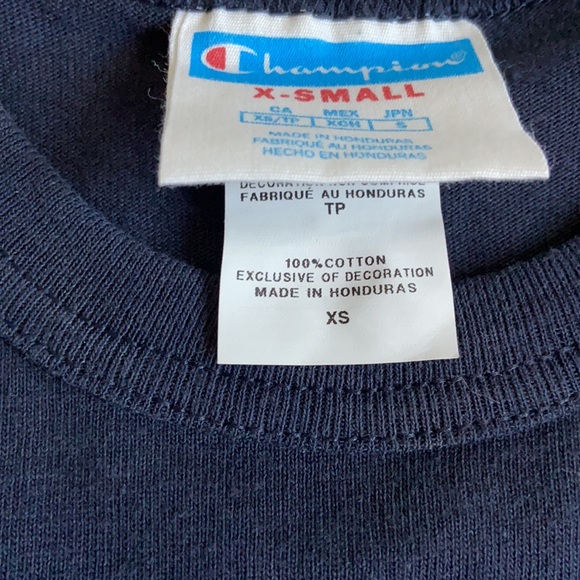 Champion
X-SMALL
CA MEX JPN
XS/TP XCH S
MADE IN HONDURAS
FABRIQUÉ AU HONDURAS
HECHO EN HONDURAS
FABRIQUÉ AU HONDURAS
TP
100%COTTON
EXCLUSIVE OF DECORATION
MADE IN HONDURAS
XS